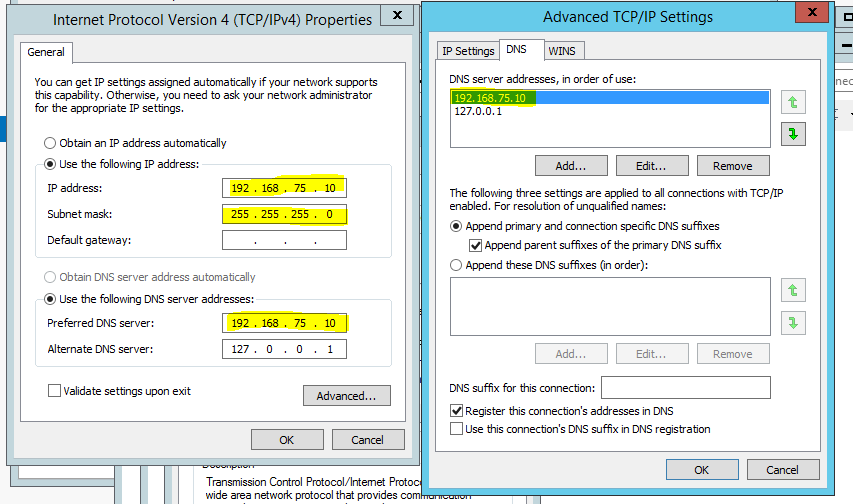 Internet Protocol Version 4 (TCP/IPv4) Properties
X
General
You can get IP settings assigned automatically if your network supports
this capability. Otherwise, you need to ask your network administrator
for the appropriate IP settings.
Obtain an IP address automatically
Use the following IP address:
IP address:
192 . 168 . 75 . 10
Subnet mask:
255 . 255 . 255 . 0
Default gateway:
. . .
Obtain DNS server address automatically
Use the following DNS server addresses:
Preferred DNS server:
192 . 168 . 75 . 10
Alternate DNS server:
127 . 0 . 0 . 1
Validate settings upon exit
Advanced...
OK
Cancel
Transmission Control Protocol/Internet Protoco
wide area network protocol that provides communication
Advanced TCP/IP Settings
X
IP Settings
DNS
WINS
DNS server addresses, in order of use:
192.168.75.10
127.0.0.1
Add...
Edit...
Remove
The following three settings are applied to all connections with TCP/IP
enabled. For resolution of unqualified names:
Append primary and connection specific DNS suffixes
Append parent suffixes of the primary DNS suffix
Append these DNS suffixes (in order):
Add...
Edit...
Remove
DNS suffix for this connection:
Register this connection's addresses in DNS
Use this connection's DNS suffix in DNS registration
OK
Cancel